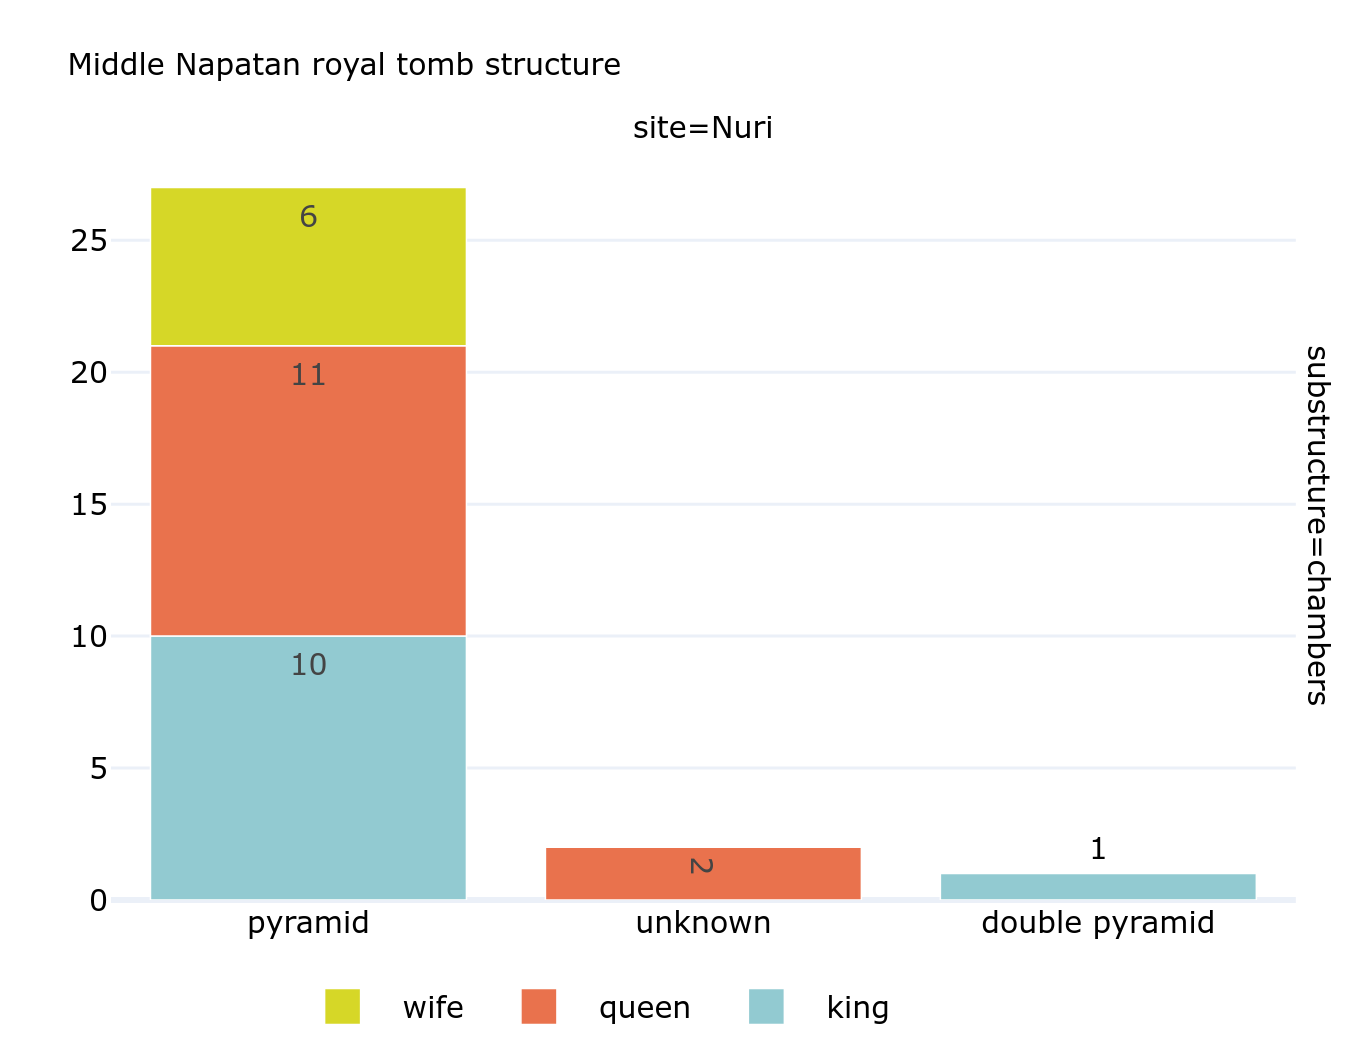 Middle Napatan royal tomb structure
site=Nuri
25
20
15
10
5
0
6
11
10
2
1
pyramid unknown double pyramid
substructure=chambers
wife queen king